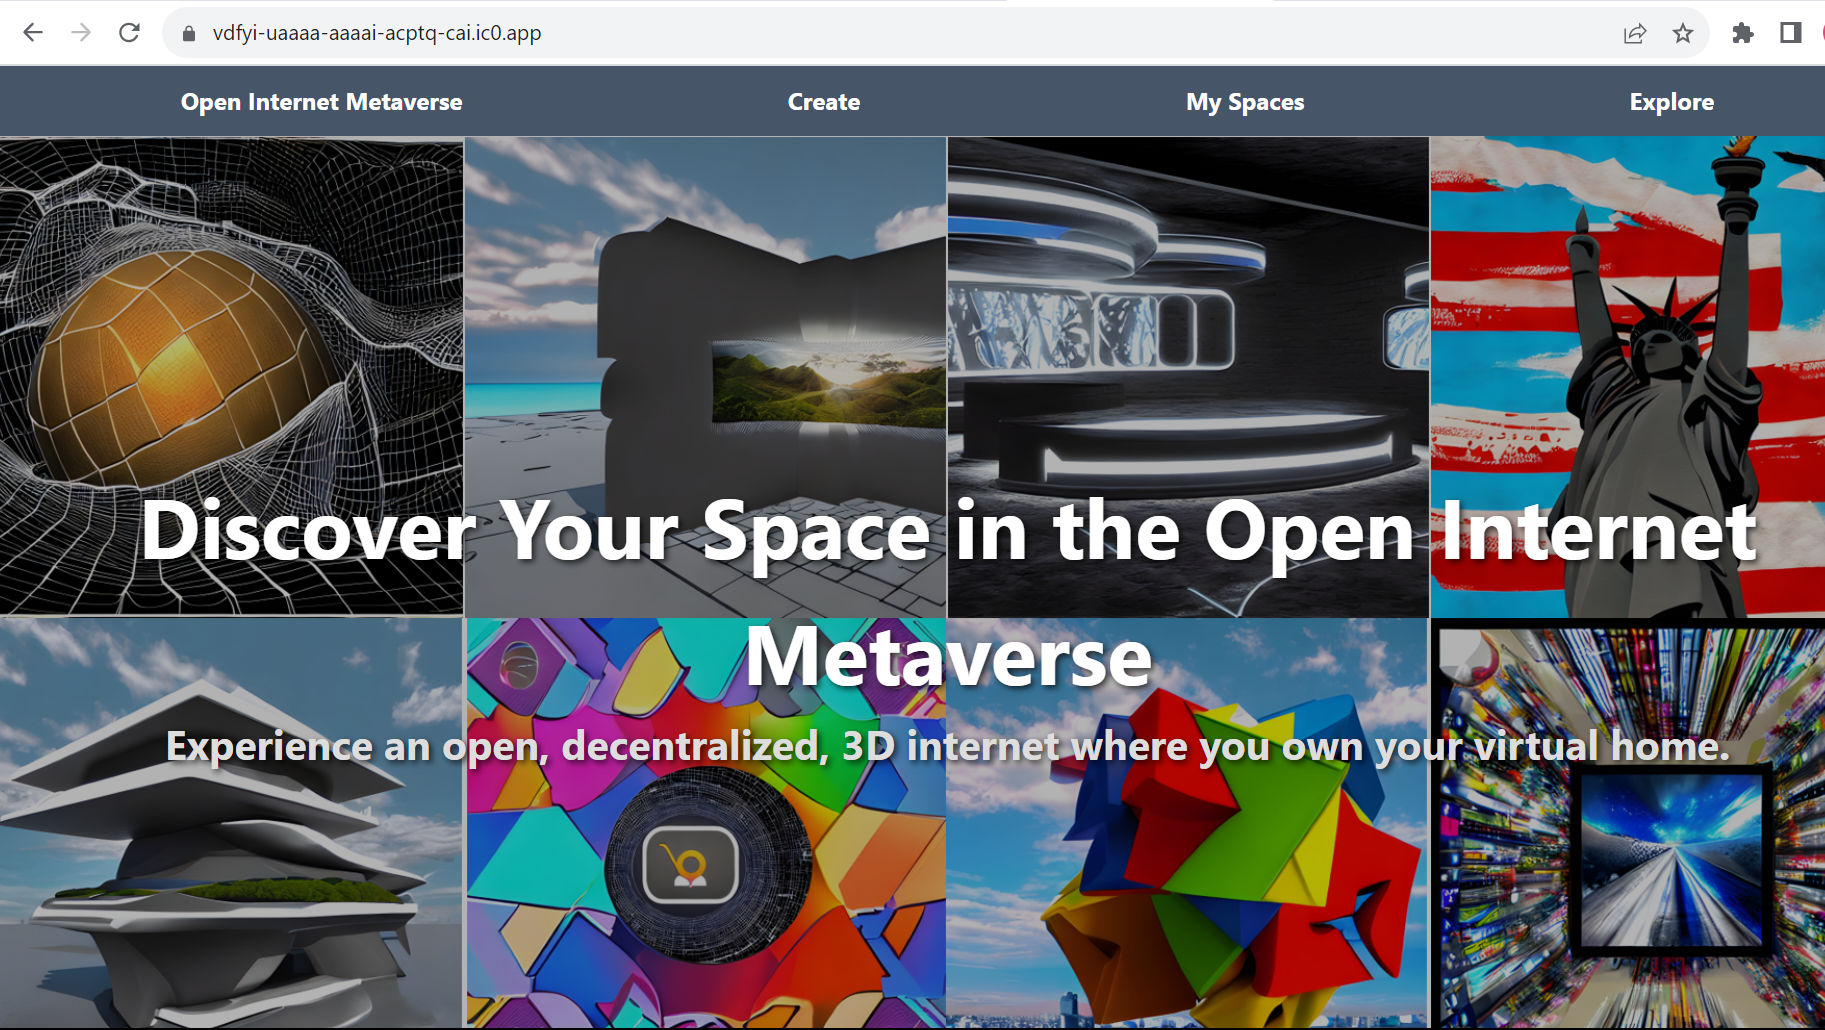 vdfyi-uaaaa-aaaai-acptq-cai.ic0.app
Open Internet Metaverse
Create
My Spaces
Explore
Discover Your Space in the Open Internet
Metaverse
Experience an open, decentralized, 3D internet where you own your virtual home.